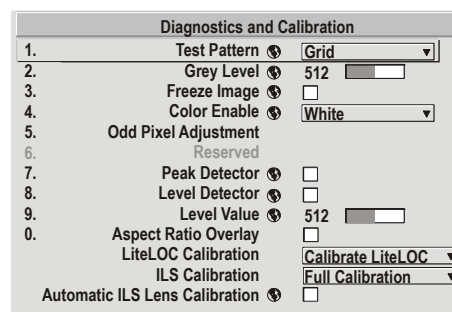 Diagnostics and Calibration
1. Test Pattern Grid
2. Grey Level 512
3. Freeze Image
4. Color Enable White
5. Odd Pixel Adjustment
6. Reserved
7. Peak Detector
8. Level Detector
9. Level Value 512
0. Aspect Ratio Overlay
LiteLOC Calibration Calibrate LiteLOC
ILS Calibration Full Calibration
Automatic ILS Lens Calibration